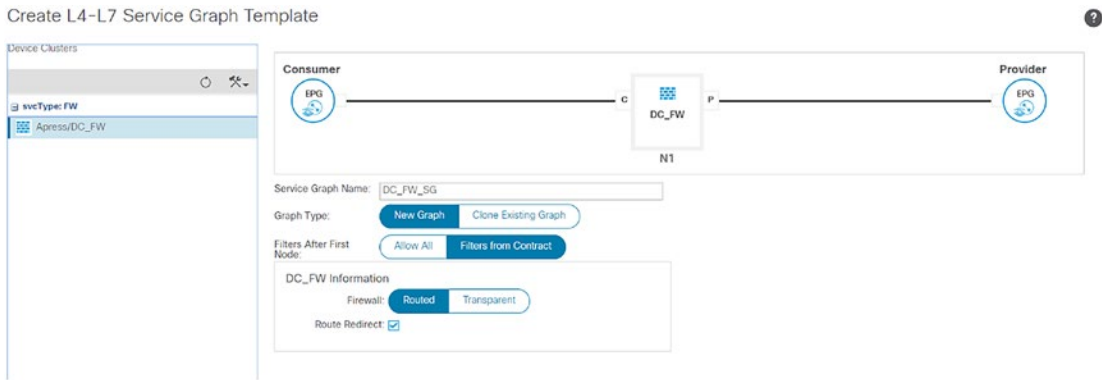 Create L4-L7 Service Graph Template
?
Device Clusters
svcType: FW
Apress/DC_FW
Consumer
Provider
EPG
C
DC_FW
P
EPG
N1
Service Graph Name: DC_FW_SG
Graph Type: New Graph Clone Existing Graph
Filters After First Node: Allow All Filters from Contract
DC_FW Information
Firewall: Routed Transparent
Route Redirect: